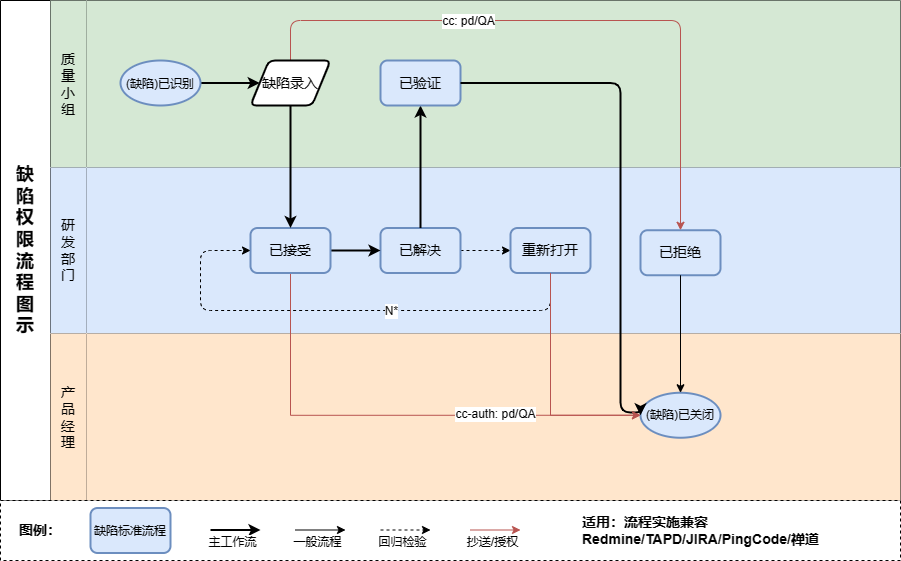 缺陷权限流程图示
质量小组
cc: pd/QA
(缺陷)已识别
缺陷录入
已验证
研发部门
已接受
已解决
重新打开
已拒绝
N*
产品经理
cc-auth: pd/QA
(缺陷)已关闭
图例:
缺陷标准流程
主工作流
一般流程
回归检验
抄送/授权
适用：流程实施兼容
Redmine/TAPD/JIRA/PingCode/禅道